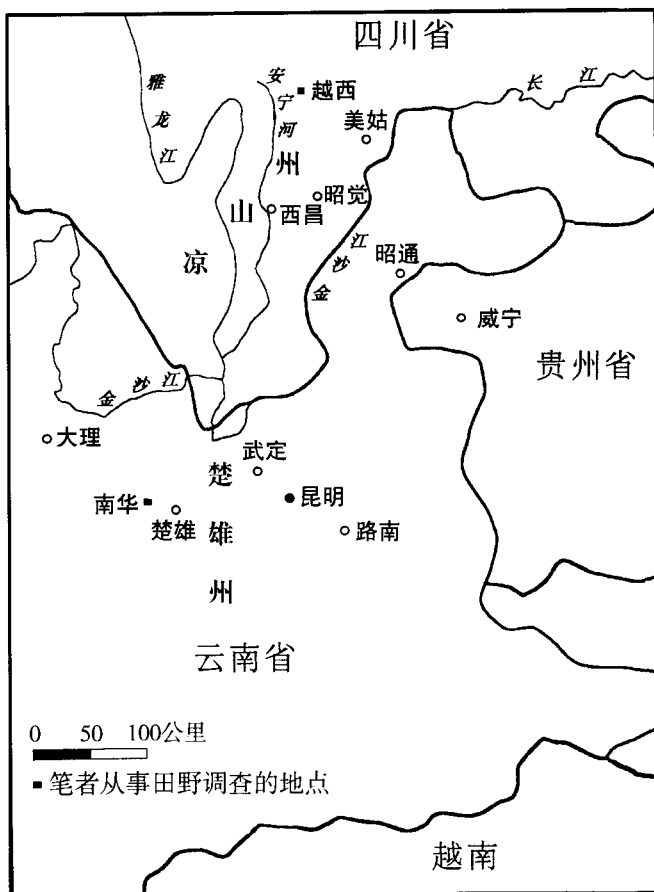 四川省
雅龙江
安宁河
越西
长江
美姑
凉山州
昭觉
西昌
金沙江
昭通
威宁
贵州省
金沙江
大理
武定
楚雄州
南华
昆明
楚雄
路南
云南省
0 50 100公里
笔者从事田野调查的地点
越南